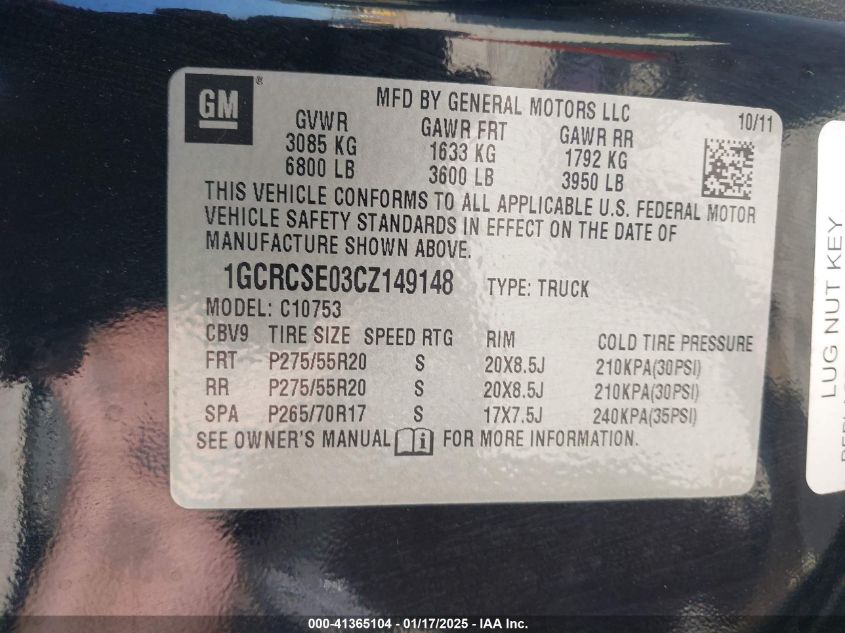 GM ®
MFD BY GENERAL MOTORS LLC
10/11
GVWR GAWR FRT GAWR RR
3085 KG 1633 KG 1792 KG
6800 LB 3600 LB 3950 LB
THIS VEHICLE CONFORMS TO ALL APPLICABLE U.S. FEDERAL MOTOR
VEHICLE SAFETY STANDARDS IN EFFECT ON THE DATE OF
MANUFACTURE SHOWN ABOVE.
1GCRCSE03CZ149148 TYPE: TRUCK
MODEL: C10753
CBV9 TIRE SIZE SPEED RTG RIM COLD TIRE PRESSURE
FRT P275/55R20 S 20X8.5J 210KPA(30PSI)
RR P275/55R20 S 20X8.5J 210KPA(30PSI)
SPA P265/70R17 S 17X7.5J 240KPA(35PSI)
SEE OWNER'S MANUAL FOR MORE INFORMATION.
LUG NUT KEY
000-41365104 - 01/17/2025 - IAA Inc.